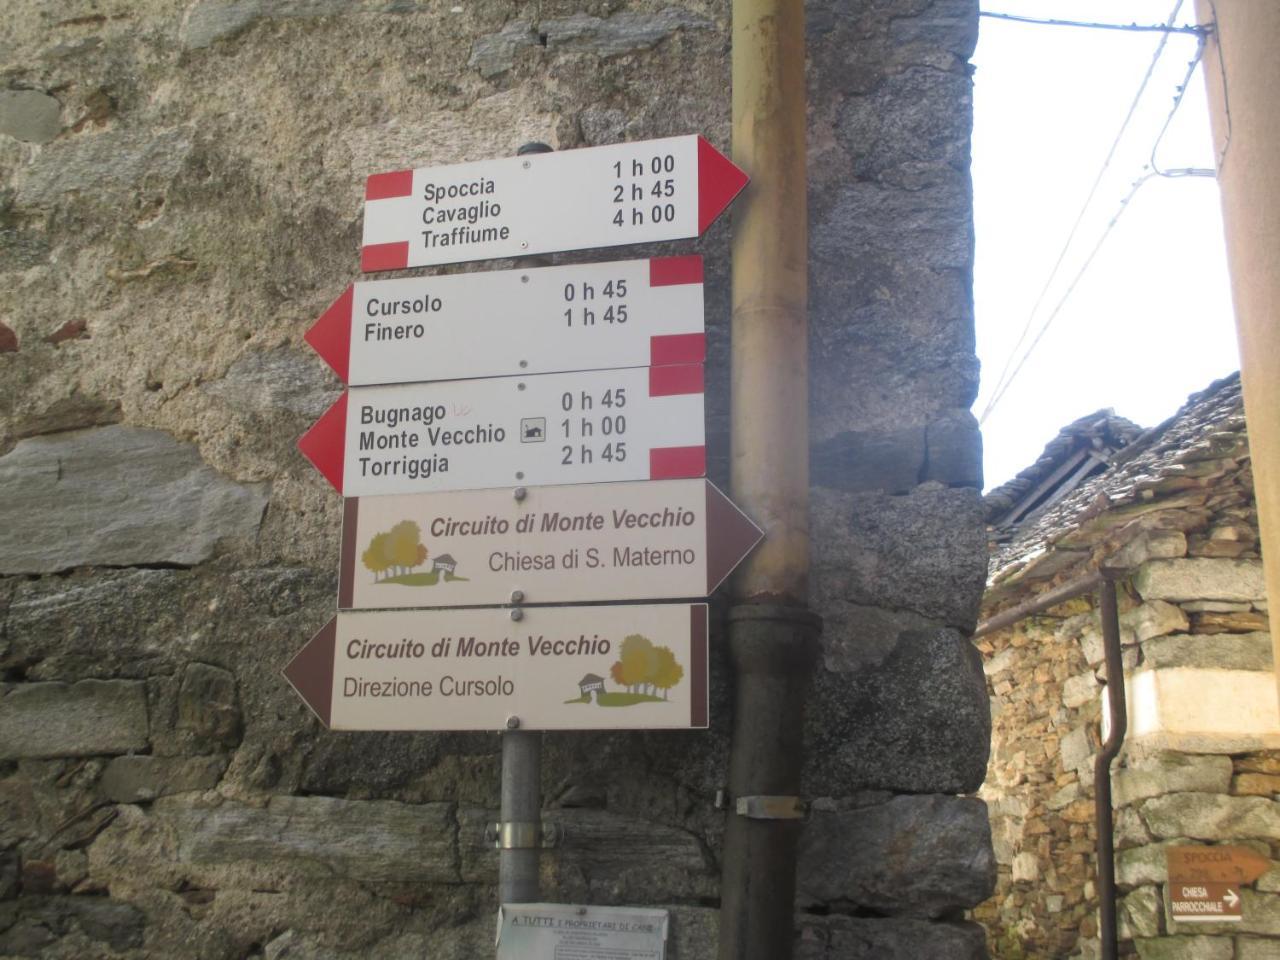 Spoccia 1 h 00
Cavaglio 2 h 45
Traffiume 4 h 00
Cursolo 0 h 45
Finero 1 h 45
Bugnago 0 h 45
Monte Vecchio 1 h 00
Torriggia 2 h 45
Circuito di Monte Vecchio
Chiesa di S. Materno
Circuito di Monte Vecchio
Direzione Cursolo
A TUTTI I PROPRIETARI DI CANE
SPOCCIA
CHIESA
PARROCCHIALE